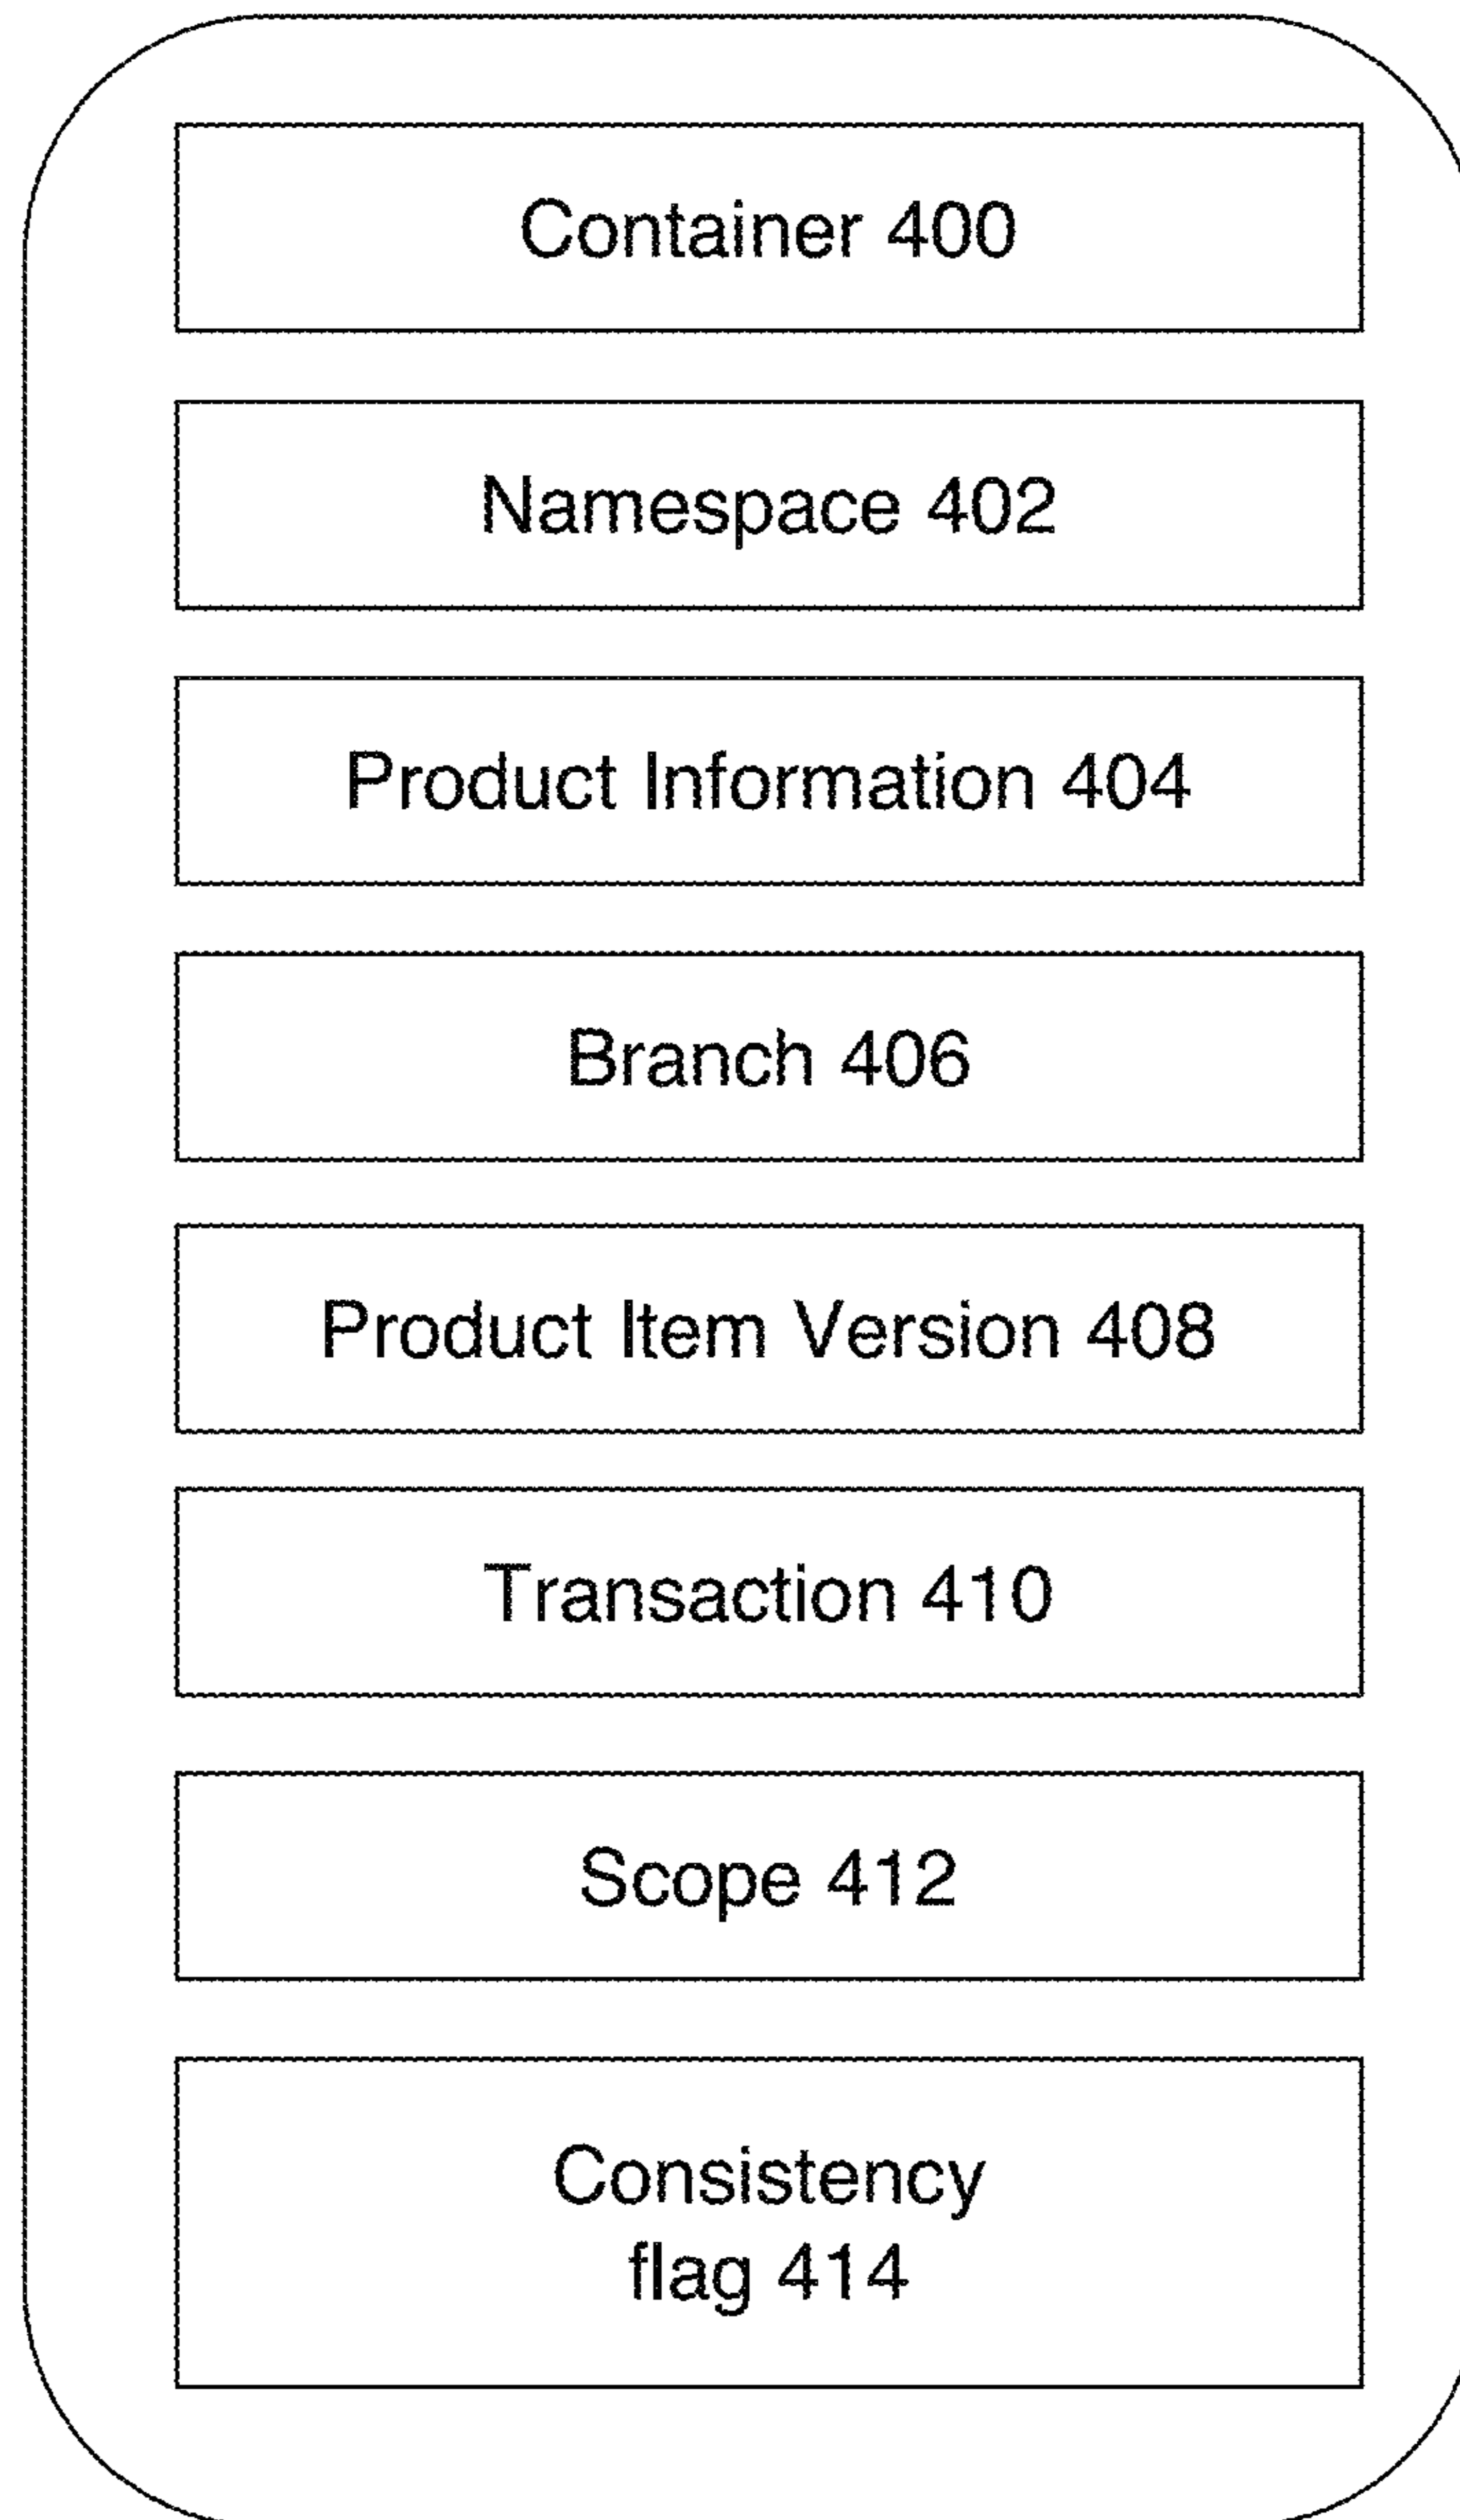 Container 400
Namespace 402
Product Information 404
Branch 406
Product Item Version 408
Transaction 410
Scope 412
Consistency
flag 414